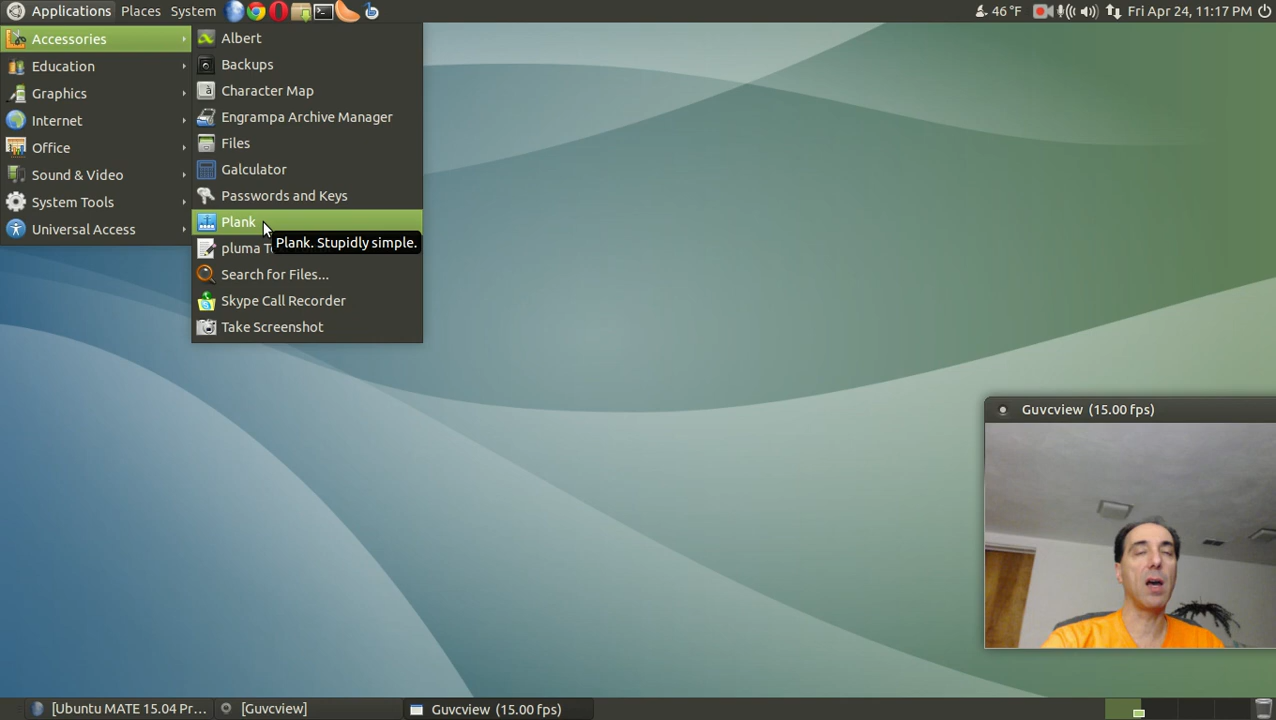 Applications Places System 46 °F Fri Apr 24, 11:17 PM
Accessories
Education
Graphics
Internet
Office
Sound & Video
System Tools
Universal Access
Albert
Backups
Character Map
Engrampa Archive Manager
Files
Galculator
Passwords and Keys
Plank
pluma
Plank. Stupidly simple.
Search for Files...
Skype Call Recorder
Take Screenshot
Guvcview (15.00 fps)
[Ubuntu MATE 15.04 Pr... [Guvcview] Guvcview (15.00 fps)